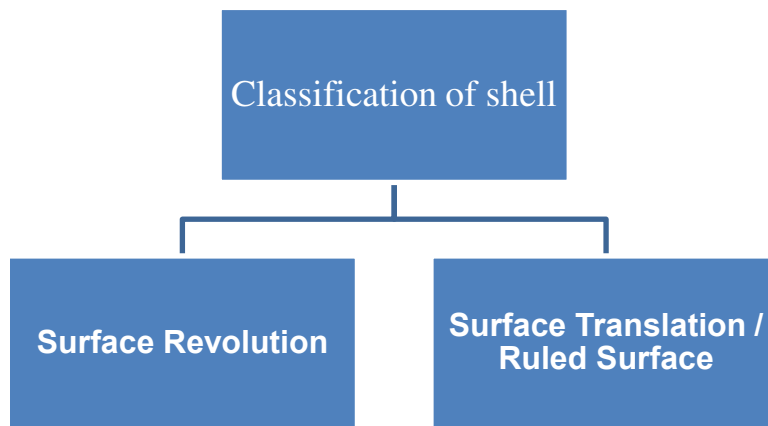 Classification of shell
Surface Revolution
Surface Translation /
Ruled Surface